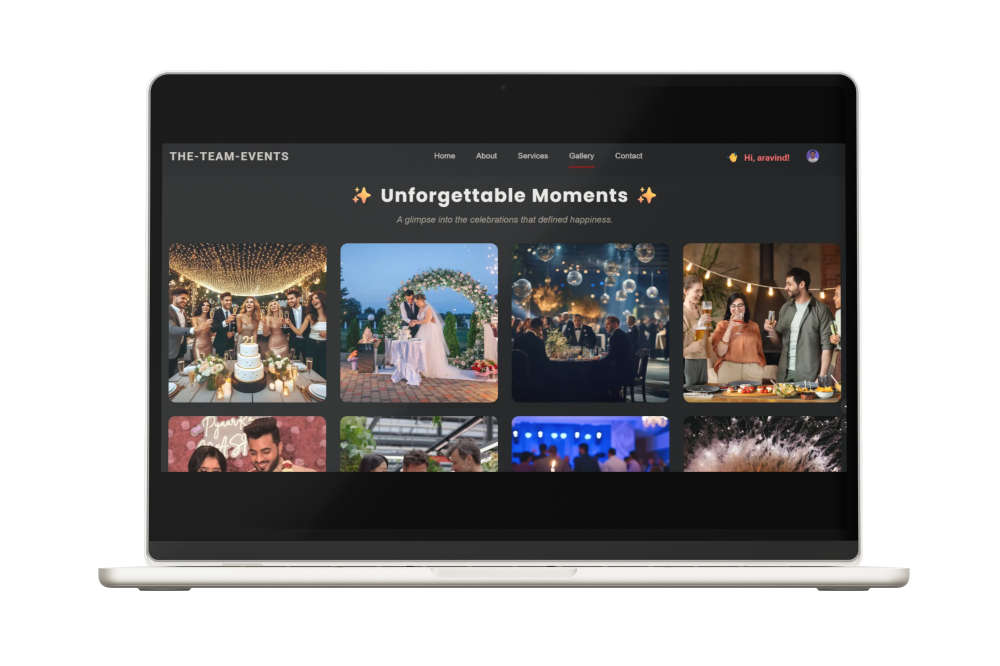 THE-TEAM-EVENTS
Home About Services Gallery Contact
👋 Hi, aravind!
✨ Unforgettable Moments ✨
A glimpse into the celebrations that defined happiness.
21